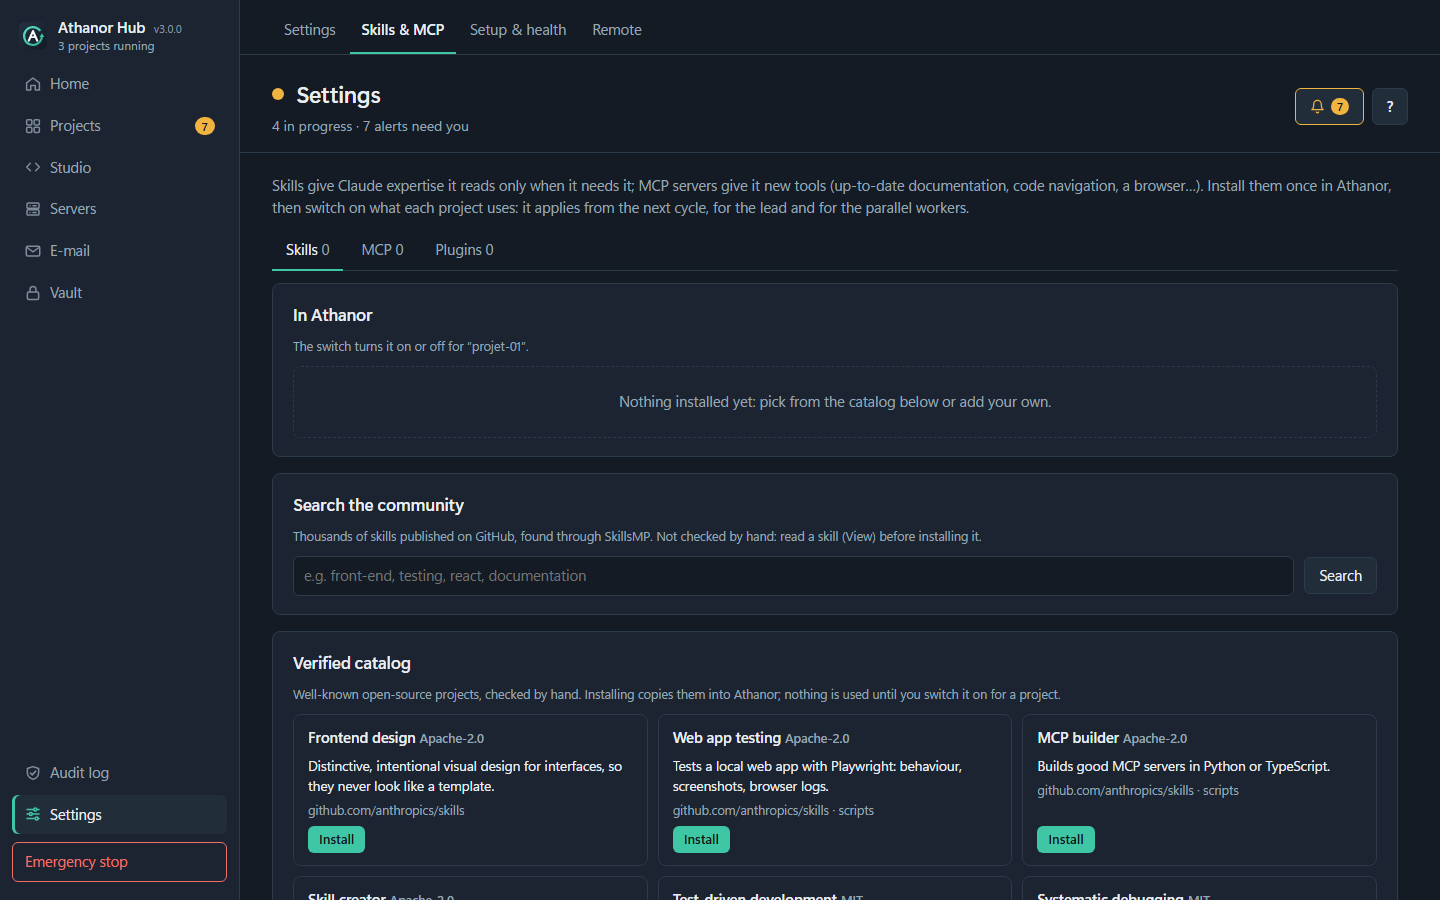 Athanor Hub v3.0.0
3 projects running
Home
Projects 7
Studio
Servers
E-mail
Vault
Audit log
Settings
Emergency stop
Settings Skills & MCP Setup & health Remote
Settings
4 in progress · 7 alerts need you
7
?
Skills give Claude expertise it reads only when it needs it; MCP servers give it new tools (up-to-date documentation, code navigation, a browser…). Install them once in Athanor,
then switch on what each project uses: it applies from the next cycle, for the lead and for the parallel workers.
Skills 0 MCP 0 Plugins 0
In Athanor
The switch turns it on or off for “projet-01”.
Nothing installed yet: pick from the catalog below or add your own.
Search the community
Thousands of skills published on GitHub, found through SkillsMP. Not checked by hand: read a skill (View) before installing it.
e.g. front-end, testing, react, documentation
Search
Verified catalog
Well-known open-source projects, checked by hand. Installing copies them into Athanor; nothing is used until you switch it on for a project.
Frontend design Apache-2.0
Distinctive, intentional visual design for interfaces, so
they never look like a template.
github.com/anthropics/skills
Install
Web app testing Apache-2.0
Tests a local web app with Playwright: behaviour,
screenshots, browser logs.
github.com/anthropics/skills · scripts
Install
MCP builder Apache-2.0
Builds good MCP servers in Python or TypeScript.
github.com/anthropics/skills · scripts
Install
Skill creator Apache-2.0
Test-driven development MIT
Systematic debugging MIT